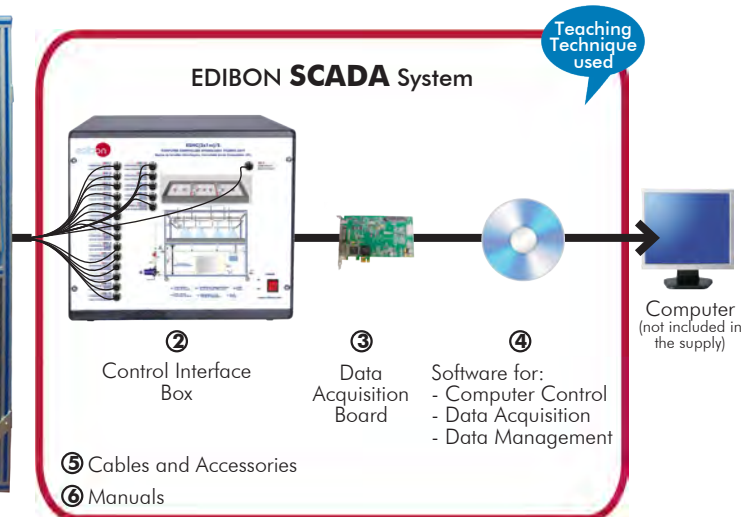 Teaching
Technique
used
EDIBON SCADA System
edibon
②
Control Interface
Box
③
Data
Acquisition
Board
④
Software for:
- Computer Control
- Data Acquisition
- Data Management
Computer
(not included in
the supply)
⑤ Cables and Accessories
⑥ Manuals